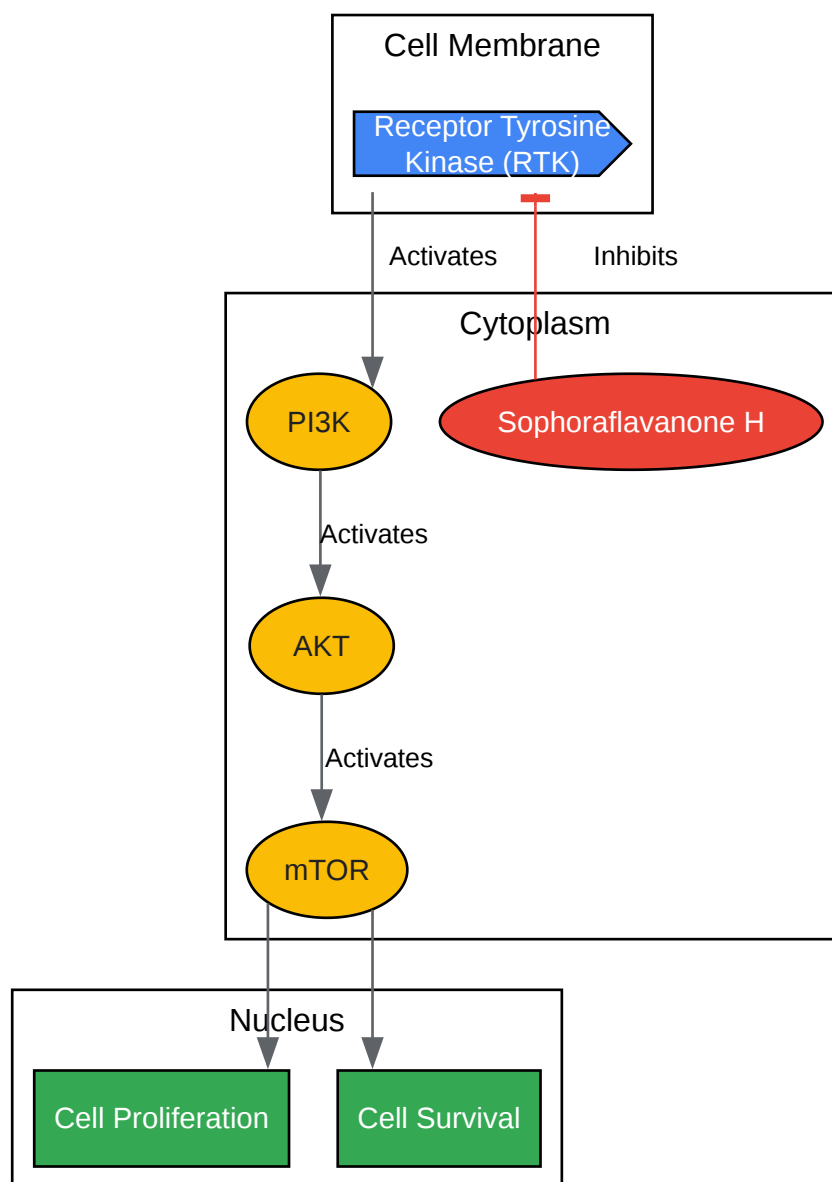 Cell Membrane
Receptor Tyrosine
Kinase (RTK)
Activates
Inhibits
Cytoplasm
PI3K
Sophoraflavanone H
Activates
AKT
Activates
mTOR
Nucleus
Cell Proliferation
Cell Survival